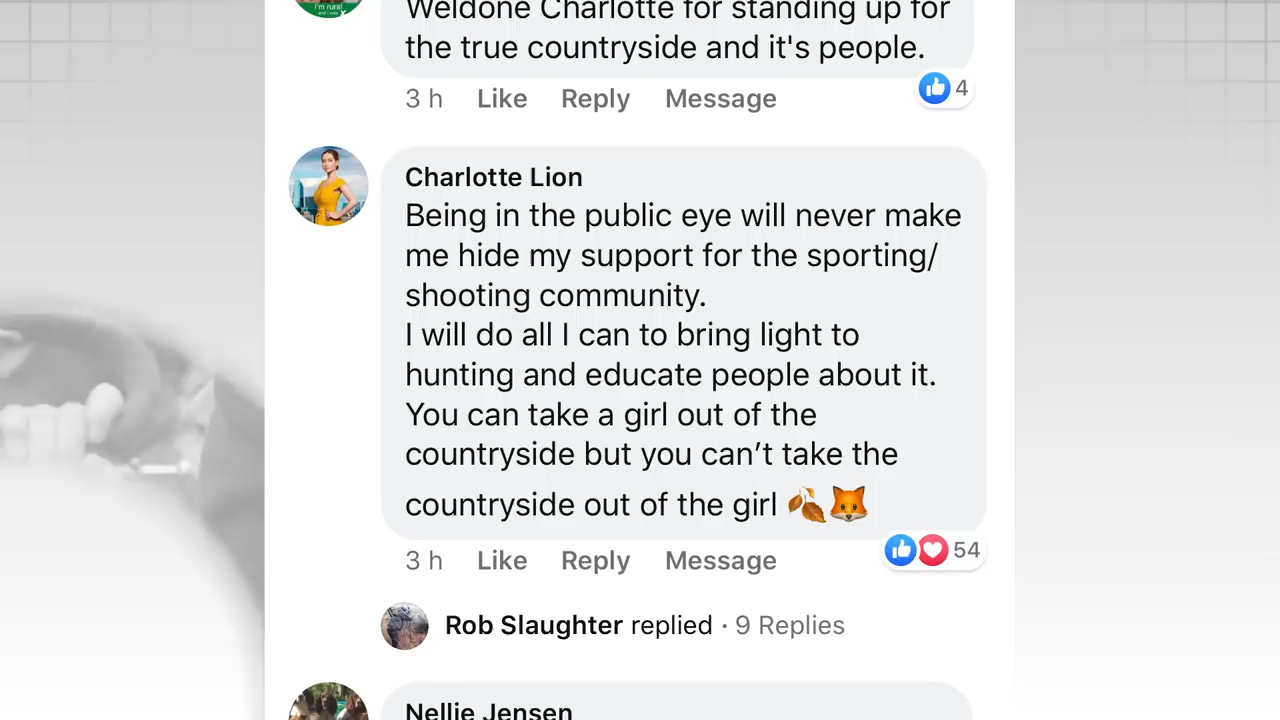 I'm rural
and I vote
Weldone Charlotte for standing up for
the true countryside and it's people.
3 h Like Reply Message 4
Charlotte Lion
Being in the public eye will never make
me hide my support for the sporting/
shooting community.
I will do all I can to bring light to
hunting and educate people about it.
You can take a girl out of the
countryside but you can’t take the
countryside out of the girl 🍂🦊
3 h Like Reply Message 54
Rob Slaughter replied · 9 Replies
Nellie Jensen